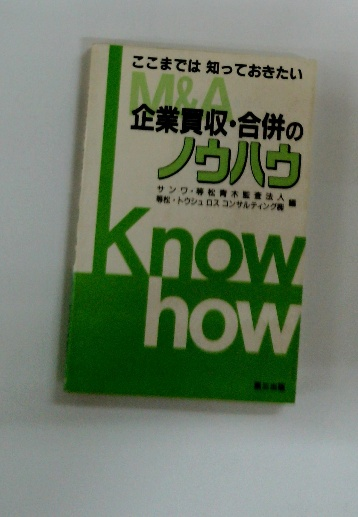 ここまでは 知っておきたい
M&A
企業買収・合併の
ノウハウ
サンワ・等松青木監査法人
等松・トウシュ ロス コンサルティング㈱ 編
Know
how